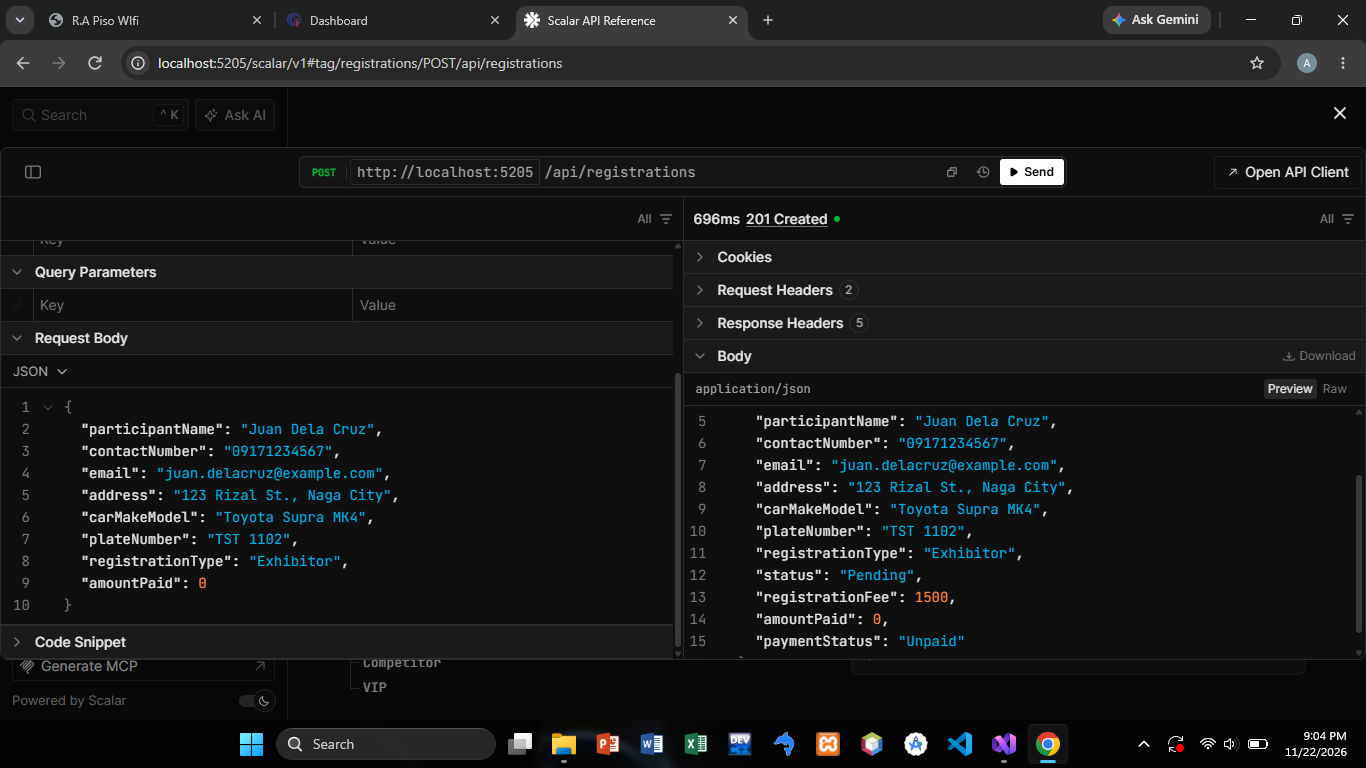 R.A Piso WIfi
Dashboard
Scalar API Reference
Ask Gemini
localhost:5205/scalar/v1#tag/registrations/POST/api/registrations
A
Search
^ K
Ask AI
POST
http://localhost:5205
/api/registrations
Send
Open API Client
All
696ms 201 Created
All
Key
Value
Query Parameters
Key
Value
Request Body
JSON
1 {
2 "participantName": "Juan Dela Cruz",
3 "contactNumber": "09171234567",
4 "email": "juan.delacruz@example.com",
5 "address": "123 Rizal St., Naga City",
6 "carMakeModel": "Toyota Supra MK4",
7 "plateNumber": "TST 1102",
8 "registrationType": "Exhibitor",
9 "amountPaid": 0
10 }
Code Snippet
Cookies
Request Headers 2
Response Headers 5
Body
Download
application/json
Preview
Raw
5 "participantName": "Juan Dela Cruz",
6 "contactNumber": "09171234567",
7 "email": "juan.delacruz@example.com",
8 "address": "123 Rizal St., Naga City",
9 "carMakeModel": "Toyota Supra MK4",
10 "plateNumber": "TST 1102",
11 "registrationType": "Exhibitor",
12 "status": "Pending",
13 "registrationFee": 1500,
14 "amountPaid": 0,
15 "paymentStatus": "Unpaid"
Generate MCP
Powered by Scalar
Competitor
VIP
Search
DEV
9:04 PM
11/22/2026